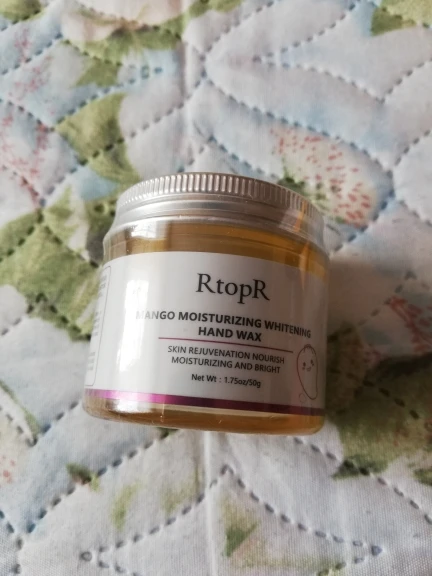 RtopR
MANGO MOISTURIZING WHITENING
HAND WAX
SKIN REJUVENATION NOURISH
MOISTURIZING AND BRIGHT
Net Wt : 1.75oz/50g